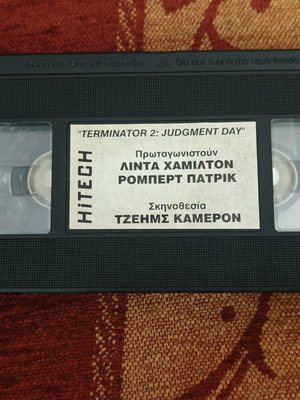 Do not touch the tape inside
"TERMINATOR 2: JUDGMENT DAY"
HiTECH
Πρωταγωνιστούν
ΛΙΝΤΑ ΧΑΜΙΛΤΟΝ
ΡΟΜΠΕΡΤ ΠΑΤΡΙΚ
Σκηνοθεσία
ΤΖΕΗΜΣ ΚΑΜΕΡΟΝ